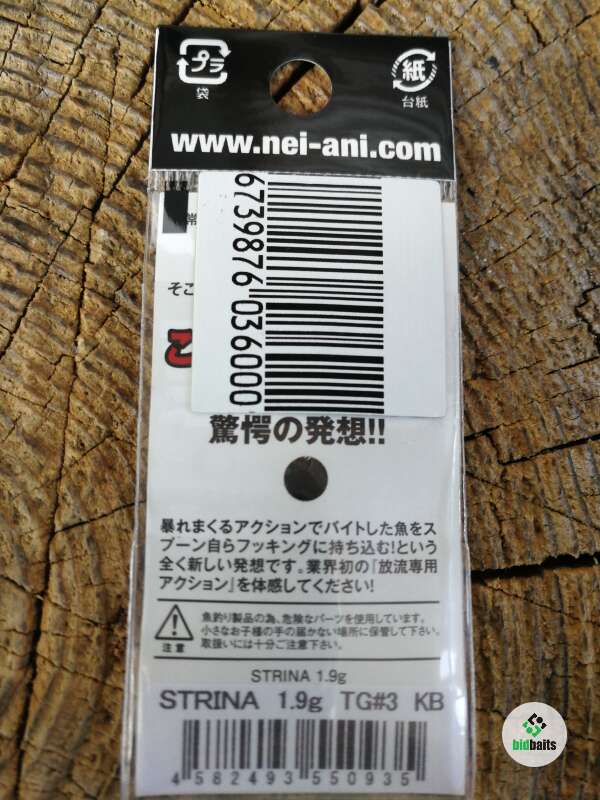 プラ
袋
紙
台紙
www.nei-ani.com
6739876036000
そこ
こ
驚愕の発想!!
暴れまくるアクションでバイトした魚をス
プーン自らフッキングに持ち込む!という
全く新しい発想です。業界初の『放流専用
アクション』を体感してください!
魚釣り製品の為、危険なパーツを使用しています。
小さなお子様の手の届かない場所に保管して下さい。
取扱いには十分ご注意下さい。
注意
STRINA 1.9g
STRINA 1.9g TG#3 KB
4582493550935
bidbaits